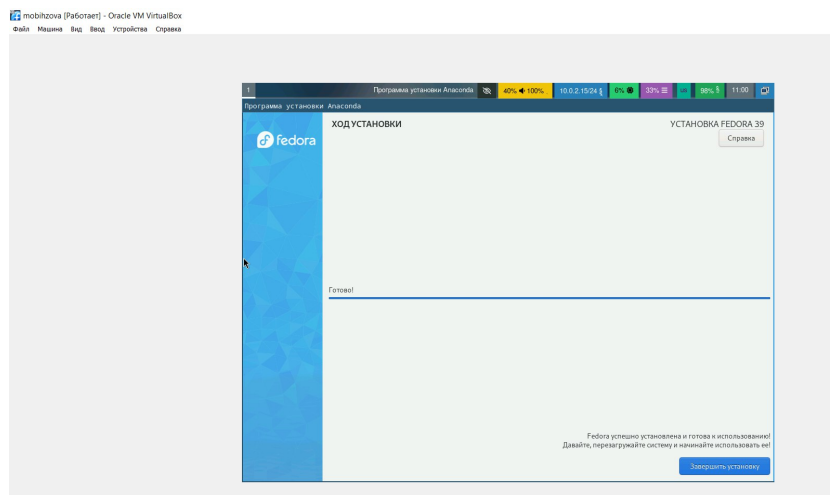 mobihzova [Работает] - Oracle VM VirtualBox
Файл Машина Вид Ввод Устройства Справка
1 Программа установки Anaconda 40% 100% 10.0.2.15/24 6% 33% us 98% 11:00
Программа установки Anaconda
fedora
ХОД УСТАНОВКИ
УСТАНОВКА FEDORA 39
Справка
Готово!
Fedora успешно установлена и готова к использованию!
Давайте, перезагружайте систему и начинайте использовать ее!
Завершить установку